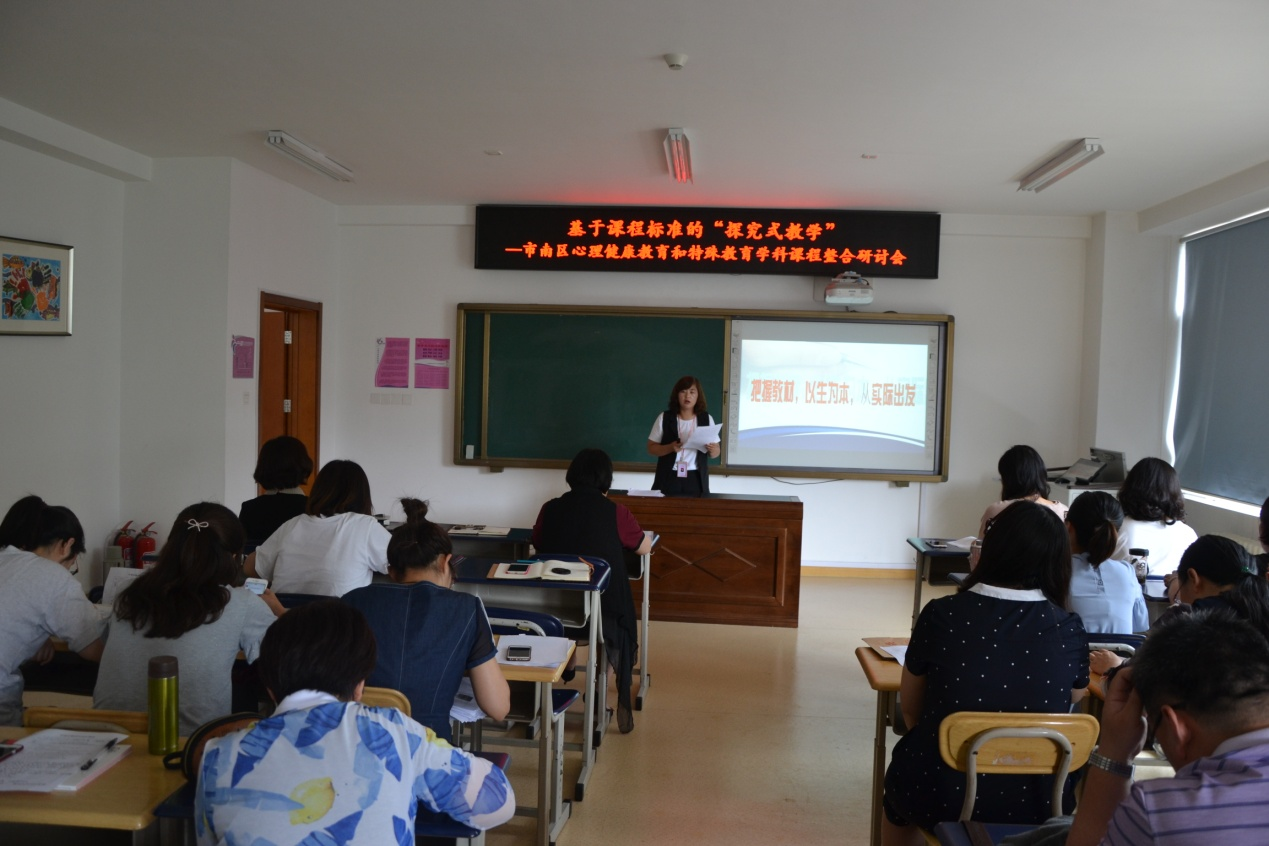 基于课程标准的“探究式教学”
—市南区心理健康教育和特殊教育学科课程整合研讨会
把握教材，以生为本，从实际出发